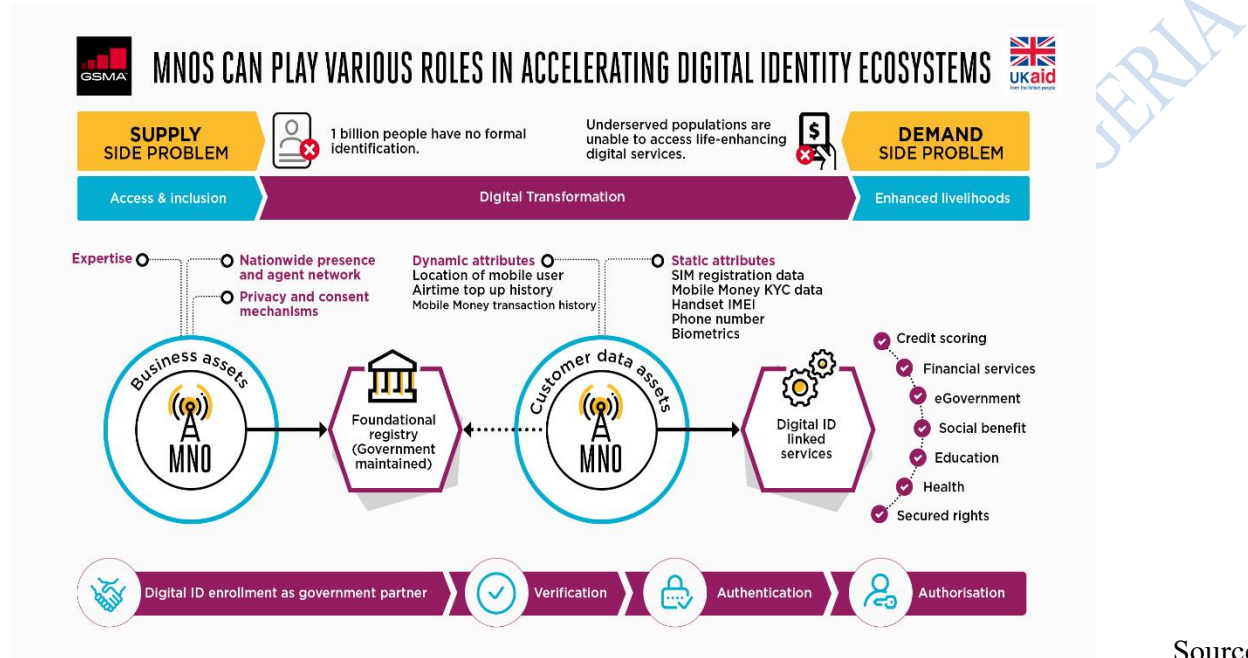 GSMA
MNOS CAN PLAY VARIOUS ROLES IN ACCELERATING DIGITAL IDENTITY ECOSYSTEMS
UKaid
from the British people
GERIA
SUPPLY
SIDE PROBLEM
1 billion people have no formal
identification.
Underserved populations are
unable to access life-enhancing
digital services.
$
DEMAND
SIDE PROBLEM
Access & inclusion
Digital Transformation
Enhanced livelihoods
Expertise
Nationwide presence
and agent network
Privacy and consent
mechanisms
Dynamic attributes
Location of mobile user
Airtime top up history
Mobile Money transaction history
Static attributes
SIM registration data
Mobile Money KYC data
Handset IMEI
Phone number
Biometrics
Business assets
MNO
Foundational
registry
(Government
maintained)
Customer data assets
MNO
Digital ID
linked
services
Credit scoring
Financial services
eGovernment
Social benefit
Education
Health
Secured rights
Digital ID enrollment as government partner
Verification
Authentication
Authorisation
Source